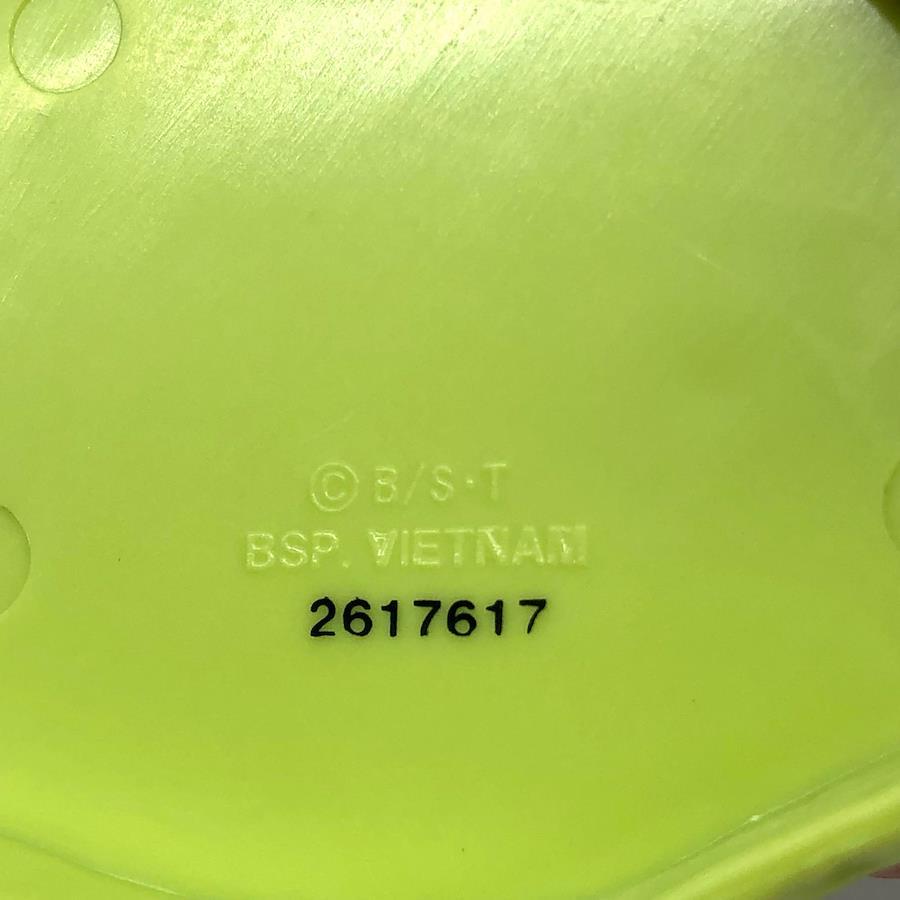 © B/S・T
BSP. VIETNAM
2617617